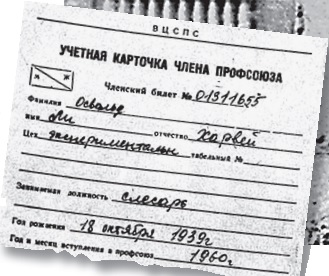 ВЦСПС
УЧЕТНАЯ КАРТОЧКА ЧЛЕНА ПРОФСОЮЗА
М Ж
Членский билет № 01311655
Фамилия Освальд
имя Ли отчество Харвей
Цех экспериментальн табельный №
Занимаемая должность слесарь
Год рождения 18 октября 1939г
Год и месяц вступления в профсоюз 1960г